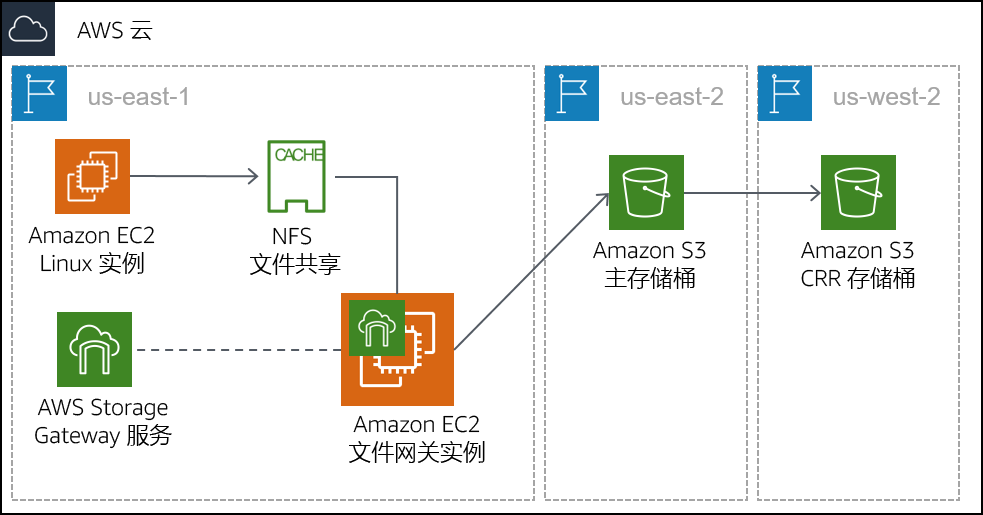 AWS 云
us-east-1
us-east-2
us-west-2
CACHE
Amazon EC2
Linux 实例
NFS
文件共享
Amazon S3
主存储桶
Amazon S3
CRR 存储桶
AWS Storage
Gateway 服务
Amazon EC2
文件网关实例